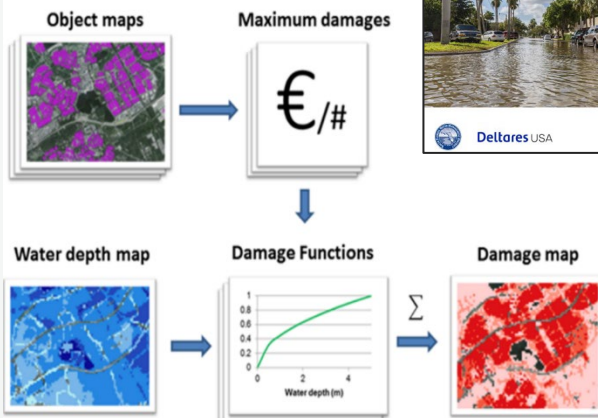 Object maps
Maximum damages
€/#
Deltares USA
Water depth map
Damage Functions
Damage map
1
0.8
0.6
0.4
0.2
0
0 2 4
Water depth (m)
Σ